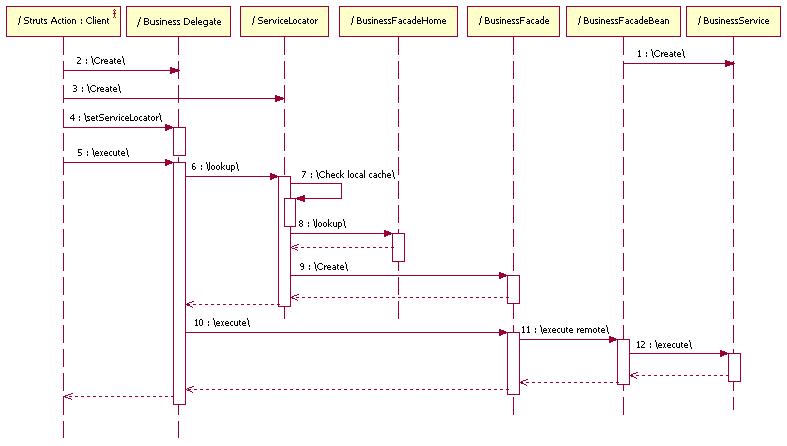 / Struts Action : Client
/ Business Delegate
/ ServiceLocator
/ BusinessFacadeHome
/ BusinessFacade
/ BusinessFacadeBean
/ BusinessService
1 : \Create\
2 : \Create\
3 : \Create\
4 : \setServiceLocator\
5 : \execute\
6 : \lookup\
7 : \Check local cache\
8 : \lookup\
9 : \Create\
10 : \execute\
11 : \execute remote\
12 : \execute\